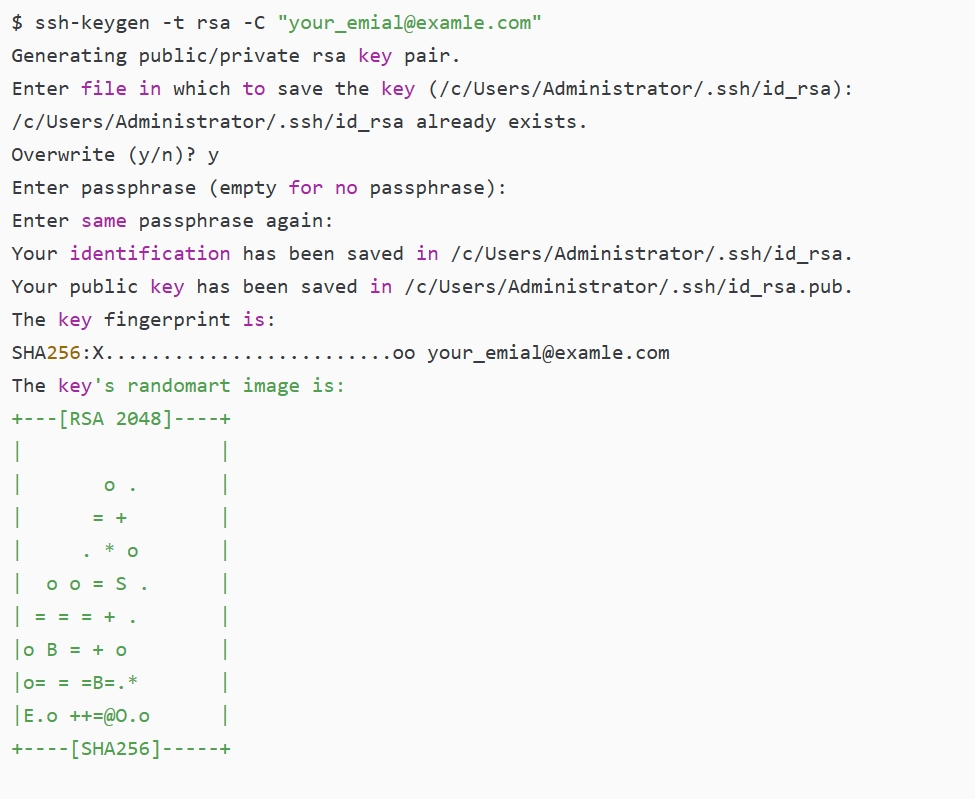 $ ssh-keygen -t rsa -C "your_emial@examle.com"
Generating public/private rsa key pair.
Enter file in which to save the key (/c/Users/Administrator/.ssh/id_rsa):
/c/Users/Administrator/.ssh/id_rsa already exists.
Overwrite (y/n)? y
Enter passphrase (empty for no passphrase):
Enter same passphrase again:
Your identification has been saved in /c/Users/Administrator/.ssh/id_rsa.
Your public key has been saved in /c/Users/Administrator/.ssh/id_rsa.pub.
The key fingerprint is:
SHA256:X.........................oo your_emial@examle.com
The key's randomart image is:
+---[RSA 2048]----+
|                 |
|       o .       |
|      = +        |
|     . * o       |
|  o o = S .      |
| = = = + .       |
|o B = + o        |
|o= = =B=.*       |
|E.o ++=@O.o      |
+----[SHA256]-----+